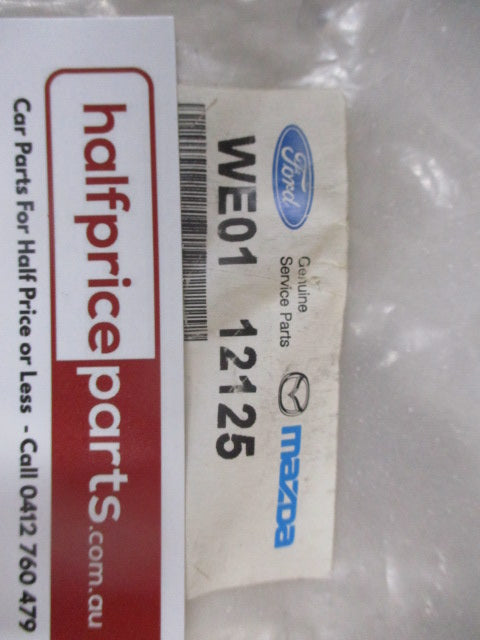 Ford
Genuine
Service Parts
mazda
WE01 12125
halfpriceparts.com.au
Car Parts For Half Price or Less - Call 0412 760 479